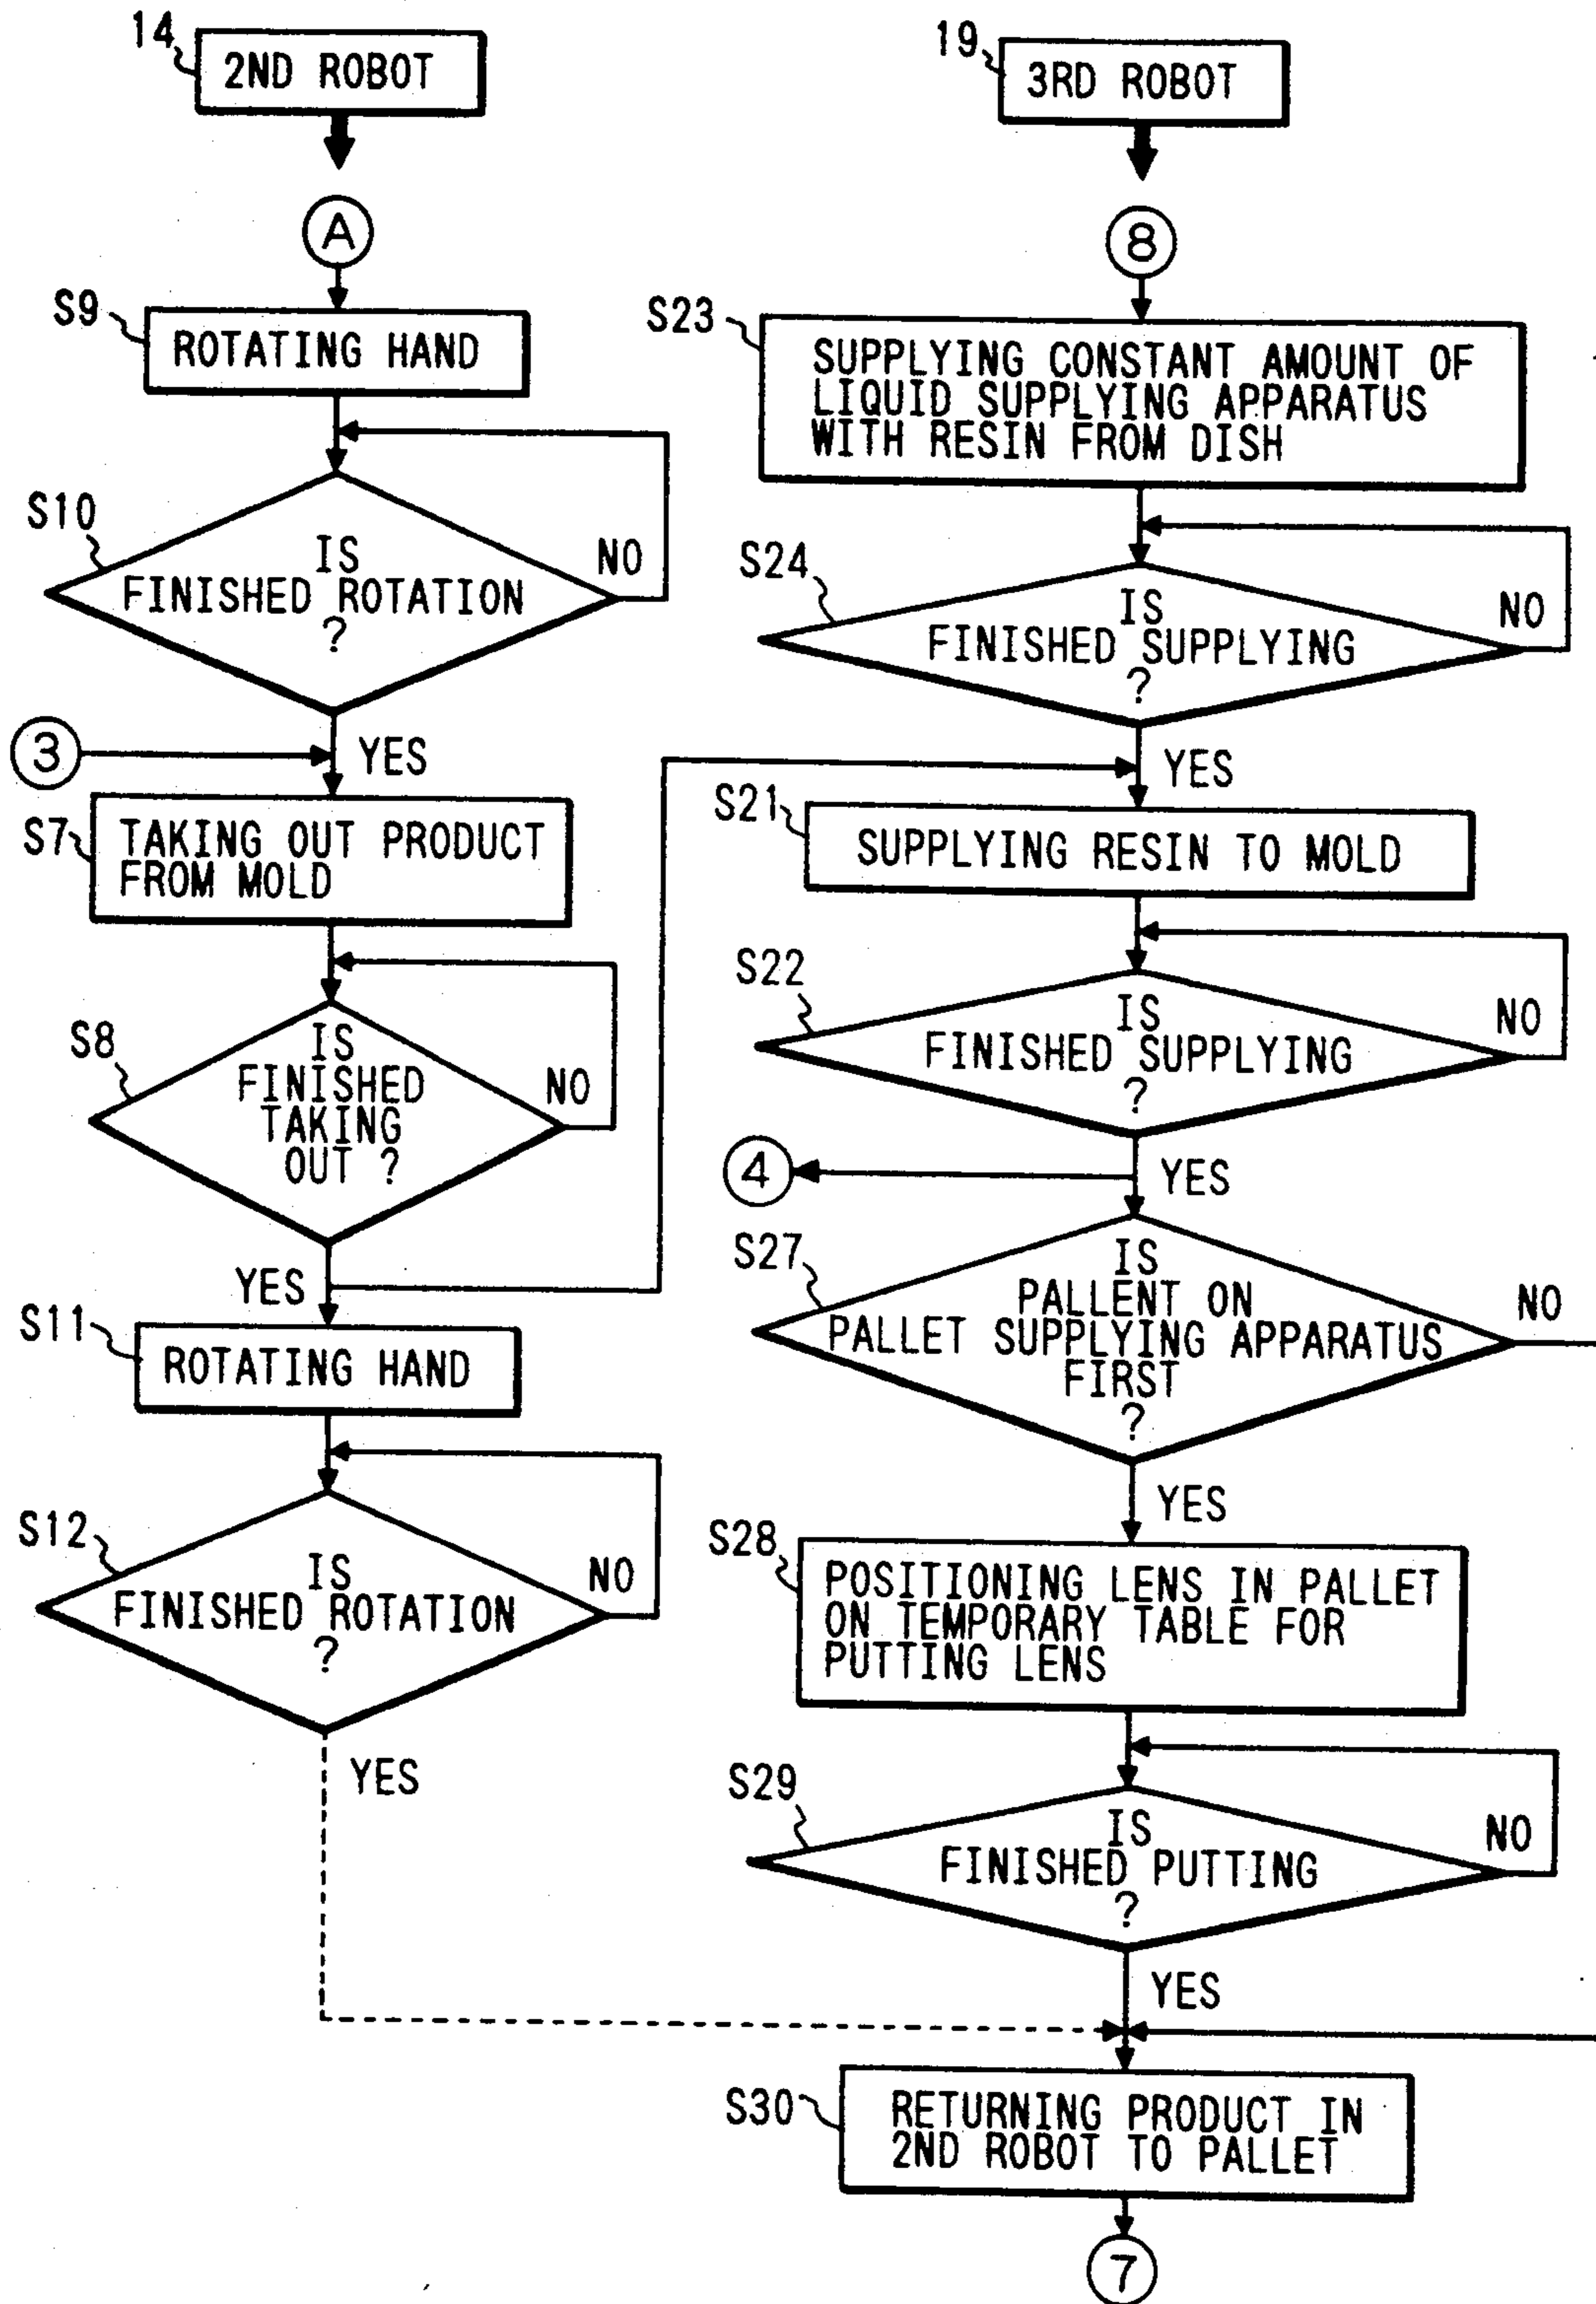 14
2ND ROBOT
A
S9
ROTATING HAND
S10
IS
FINISHED ROTATION
?
NO
3
YES
S7
TAKING OUT PRODUCT
FROM MOLD
S8
IS
FINISHED
TAKING
OUT ?
NO
YES
S11
ROTATING HAND
S12
IS
FINISHED ROTATION
?
NO
YES
19
3RD ROBOT
8
S23
SUPPLYING CONSTANT AMOUNT OF
LIQUID SUPPLYING APPARATUS
WITH RESIN FROM DISH
S24
IS
FINISHED SUPPLYING
?
NO
YES
S21
SUPPLYING RESIN TO MOLD
S22
IS
FINISHED SUPPLYING
?
NO
4
YES
S27
IS
PALLENT ON
PALLET SUPPLYING APPARATUS
FIRST
?
NO
YES
S28
POSITIONING LENS IN PALLET
ON TEMPORARY TABLE FOR
PUTTING LENS
S29
IS
FINISHED PUTTING
?
NO
YES
S30
RETURNING PRODUCT IN
2ND ROBOT TO PALLET
7